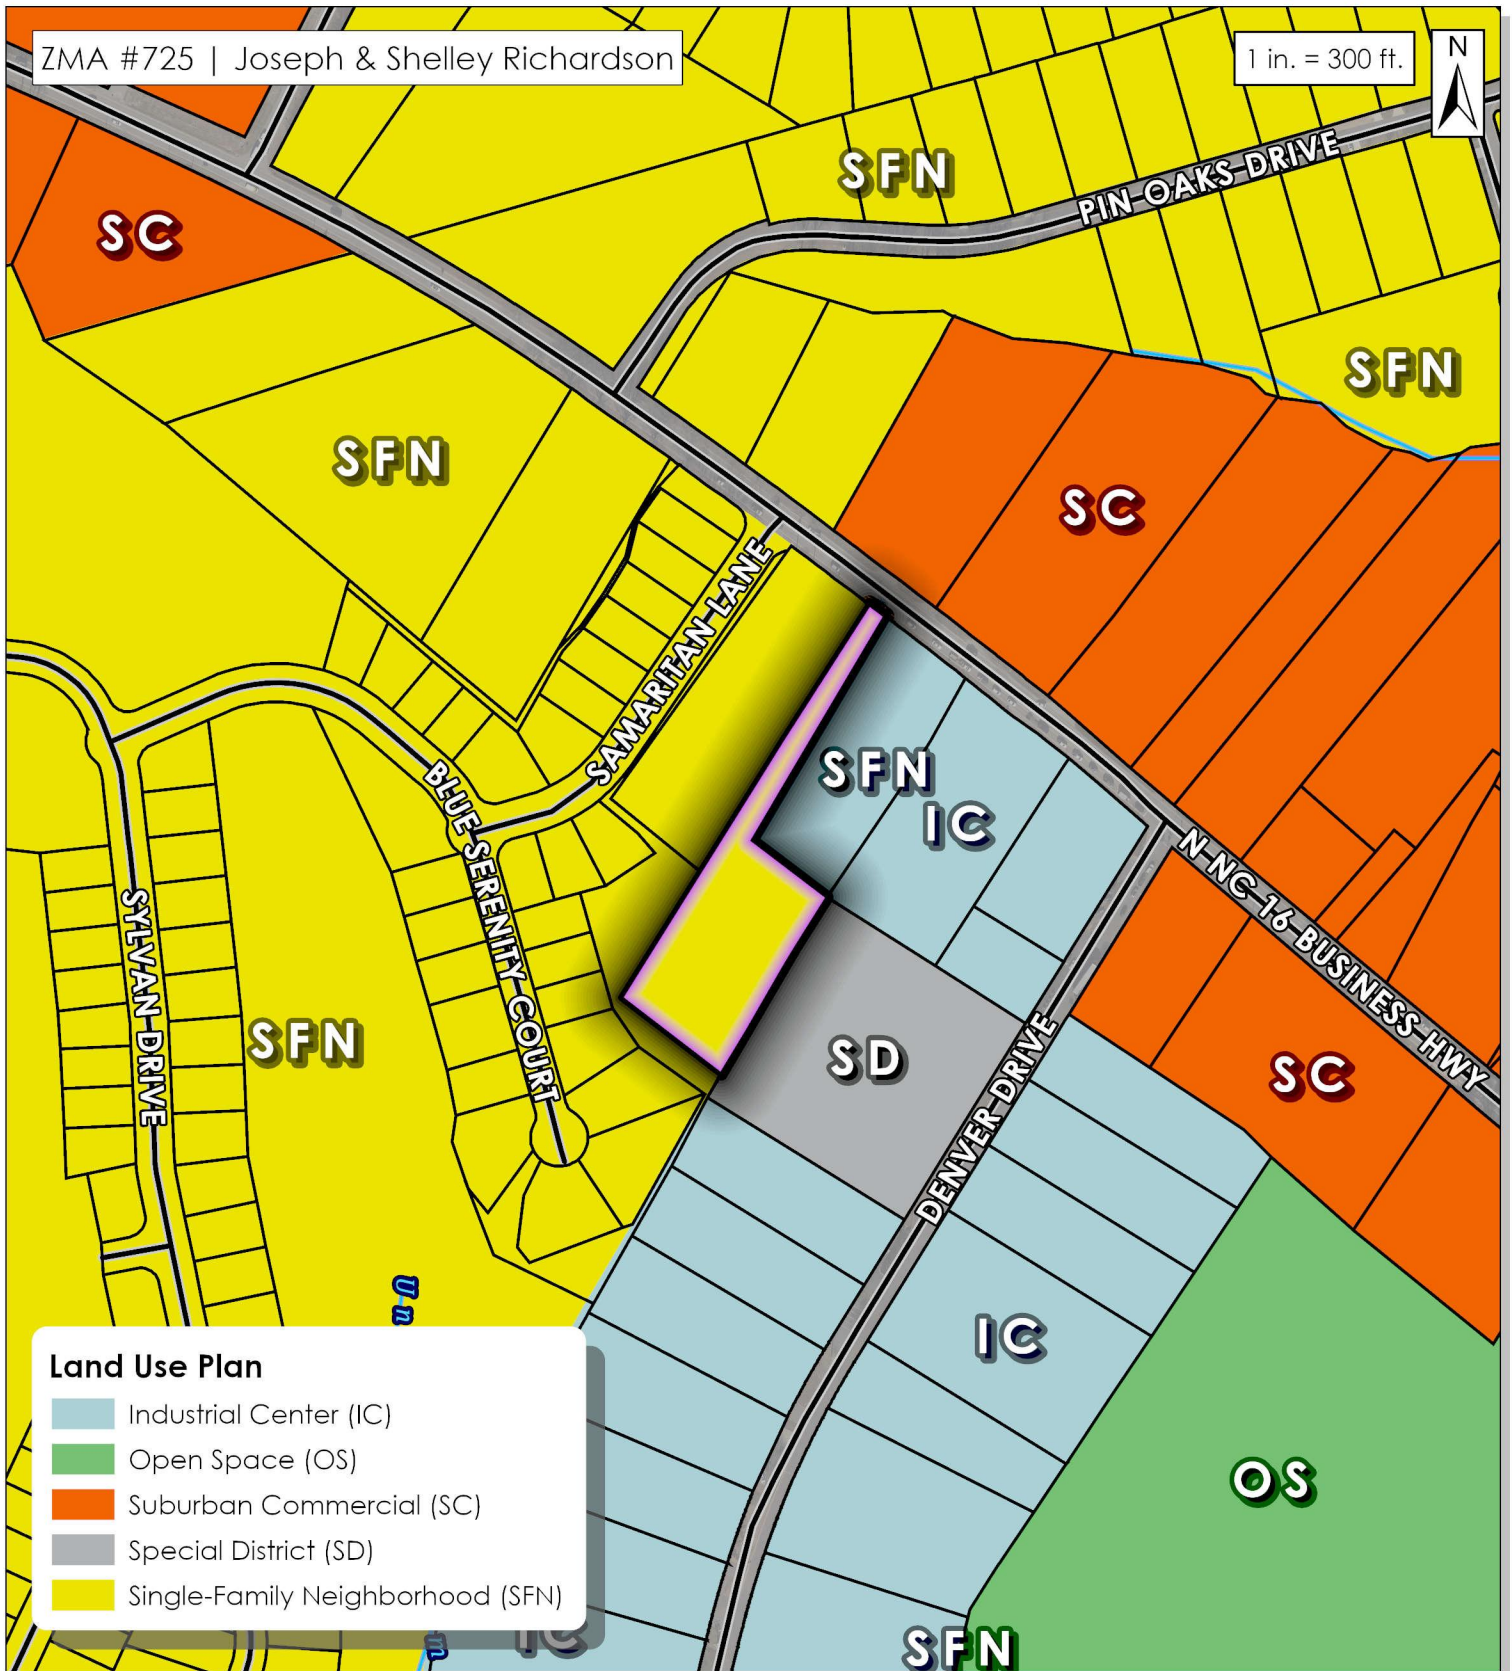 ZMA #725 | Joseph & Shelley Richardson
1 in. = 300 ft.
N
SFN
PIN OAKS DRIVE
SC
SFN
SFN
SC
SAMARITAN LANE
SFN
IC
BLUE SERENITY COURT
N NC 16 BUSINESS HWY
SYLVAN DRIVE
SFN
SD
DENVER DRIVE
SC
Un
IC
Land Use Plan
Industrial Center (IC)
Open Space (OS)
Suburban Commercial (SC)
Special District (SD)
Single-Family Neighborhood (SFN)
OS
IC
m
SFN